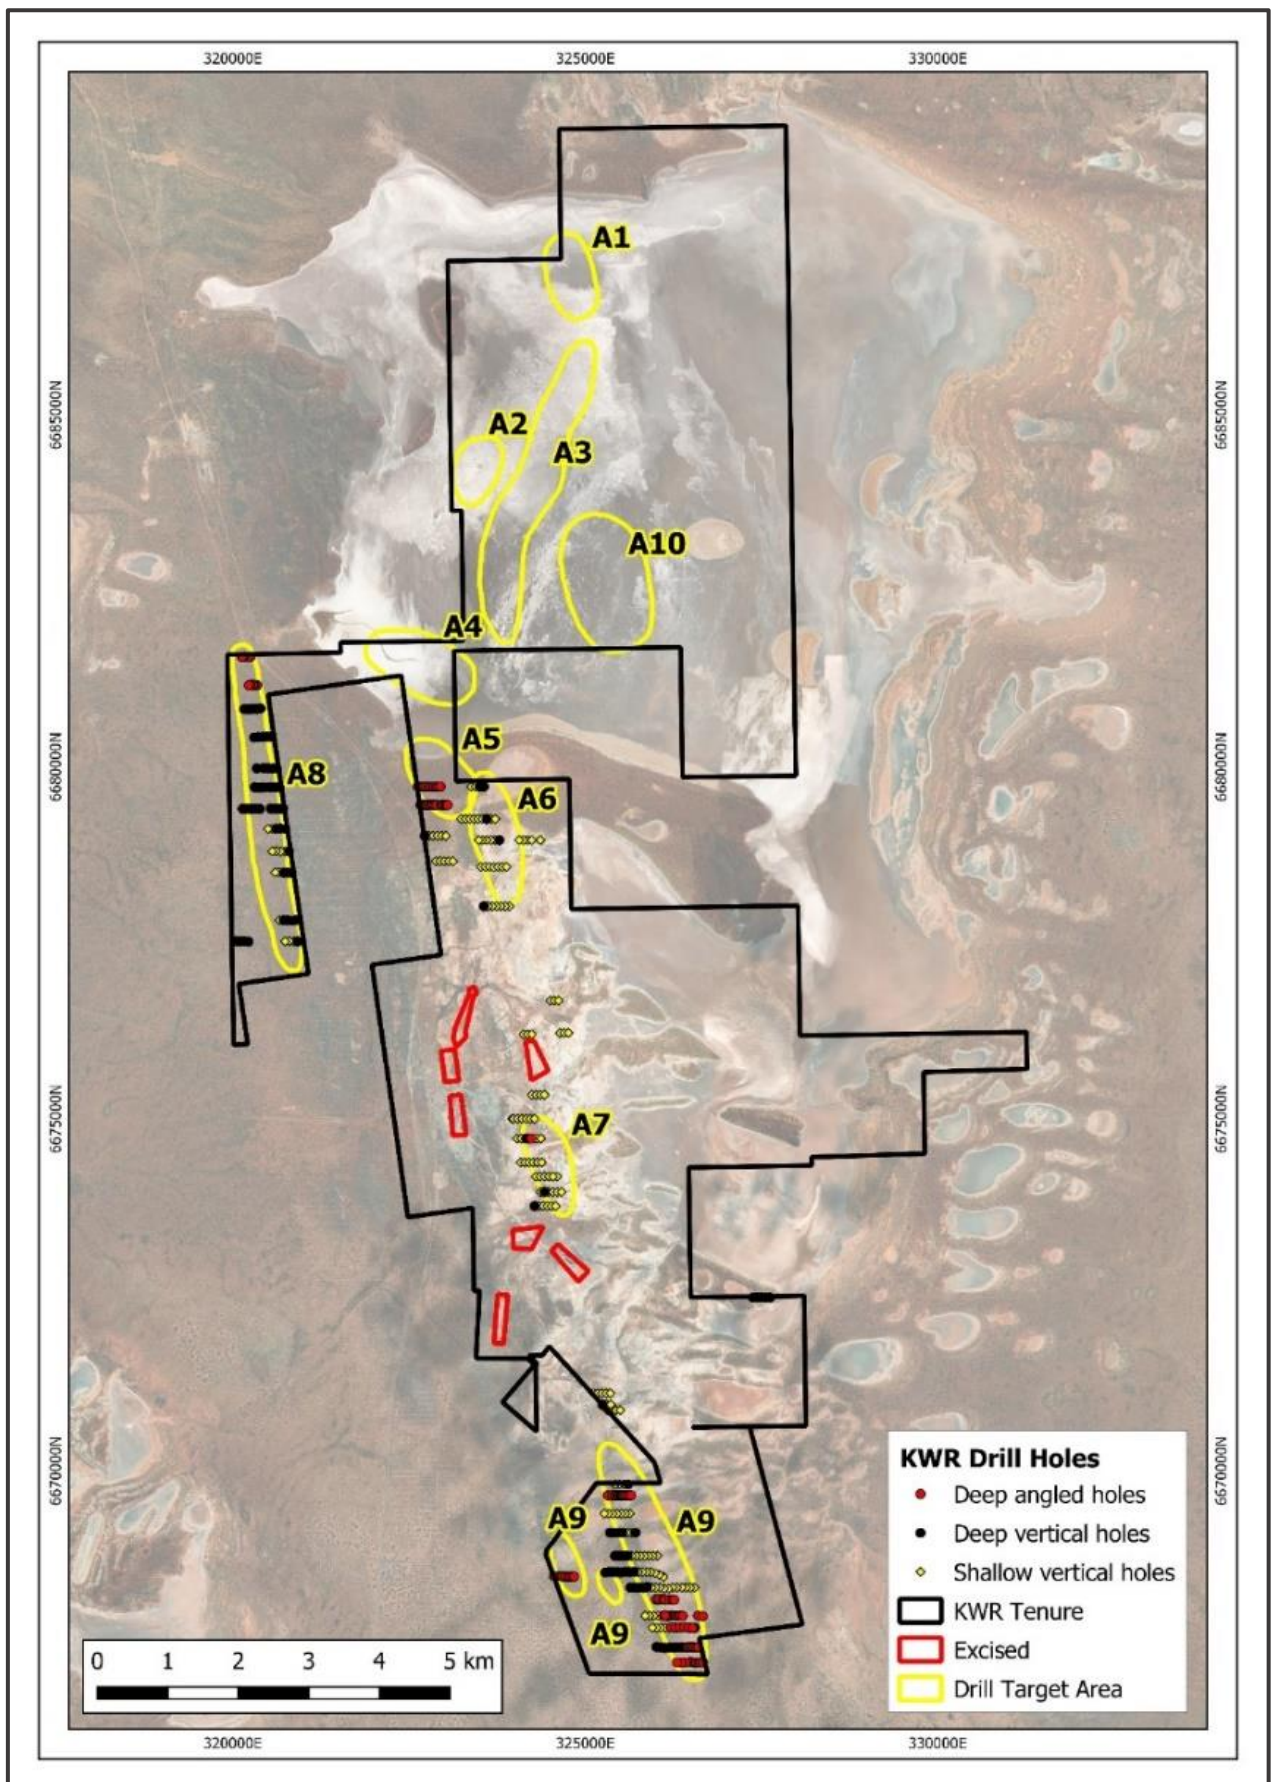 320000E 325000E 330000E
A1
6685000N
6685000N
A2
A3
A10
A4
A5
6680000N
6680000N
A8
A6
6675000N
6675000N
A7
KWR Drill Holes
Deep angled holes
Deep vertical holes
Shallow vertical holes
KWR Tenure
Excised
Drill Target Area
6670000N
6670000N
A9
A9
A9
0 1 2 3 4 5 km
320000E 325000E 330000E